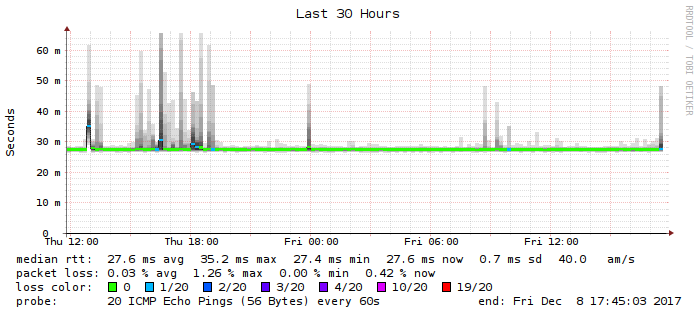 Last 30 Hours
RRDTOOL / TOBI OETIKER
Seconds
60 m
50 m
40 m
30 m
20 m
10 m
0
Thu 12:00 Thu 18:00 Fri 00:00 Fri 06:00 Fri 12:00
median rtt: 27.6 ms avg 35.2 ms max 27.4 ms min 27.6 ms now 0.7 ms sd 40.0 am/s
packet loss: 0.03 % avg 1.26 % max 0.00 % min 0.42 % now
loss color: 0 1/20 2/20 3/20 4/20 10/20 19/20
probe: 20 ICMP Echo Pings (56 Bytes) every 60s end: Fri Dec 8 17:45:03 2017